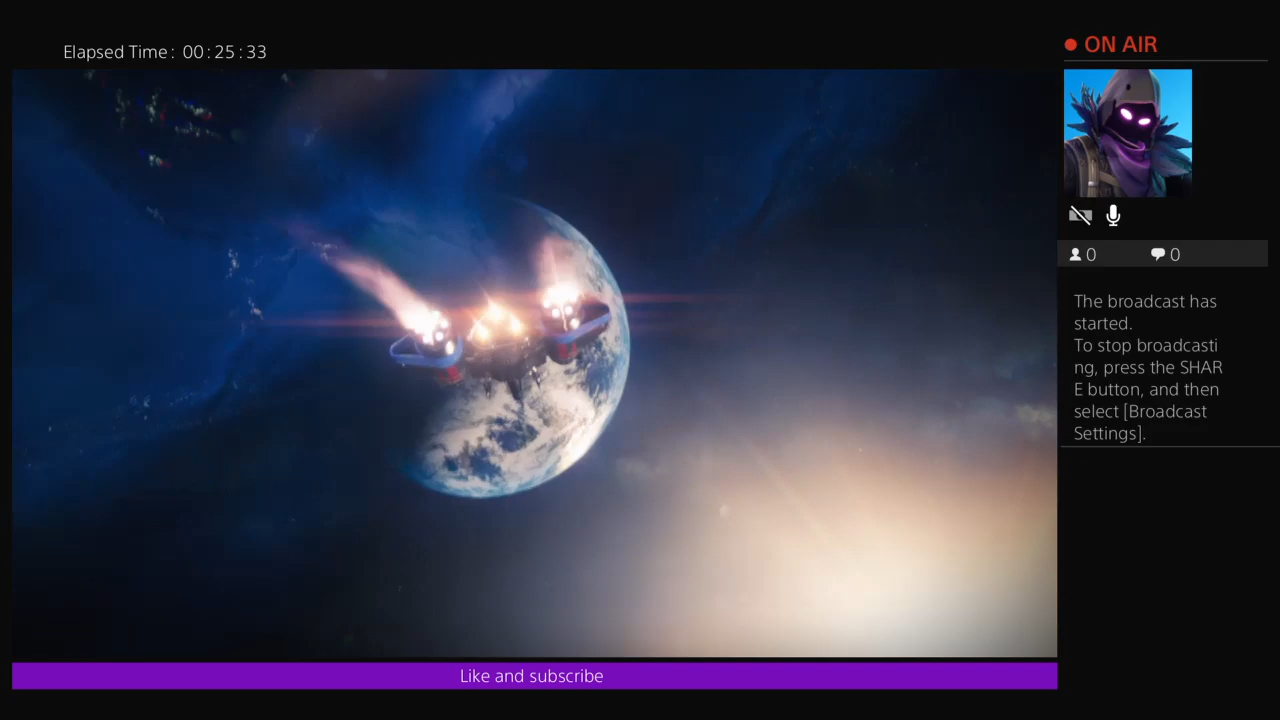 Elapsed Time: 00:25:33
ON AIR
0 0
The broadcast has
started.
To stop broadcasti
ng, press the SHAR
E button, and then
select [Broadcast
Settings].
Like and subscribe